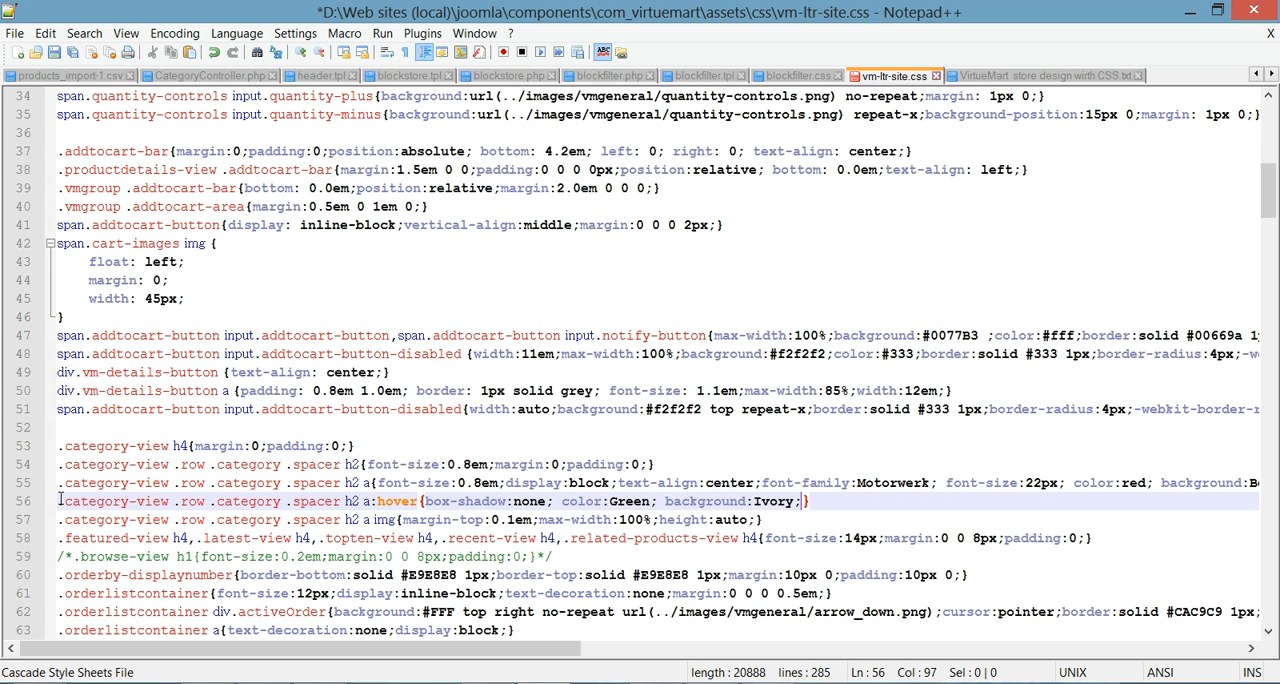 *D:\Web sites (local)\joomla\components\com_virtuemart\assets\css\vm-ltr-site.css - Notepad++
File Edit Search View Encoding Language Settings Macro Run Plugins Window ? X
products_import-1.csv CategoryController.php header.tpl blockstore.tpl blockstore.php blockfilter.php blockfilter.tpl blockfilter.css vm-ltr-site.css VirtueMart store design wirth CSS.txt
34 span.quantity-controls input.quantity-plus{background:url(../images/vmgeneral/quantity-controls.png) no-repeat;margin: 1px 0;}
35 span.quantity-controls input.quantity-minus{background:url(../images/vmgeneral/quantity-controls.png) repeat-x;background-position:15px 0;margin: 1px 0;}
36
37 .addtocart-bar{margin:0;padding:0;position:absolute; bottom: 4.2em; left: 0; right: 0; text-align: center;}
38 .productdetails-view .addtocart-bar{margin:1.5em 0 0;padding:0 0 0 0px;position:relative; bottom: 0.0em;text-align: left;}
39 .vmgroup .addtocart-bar{bottom: 0.0em;position:relative;margin:2.0em 0 0 0;}
40 .vmgroup .addtocart-area{margin:0.5em 0 1em 0;}
41 span.addtocart-button{display: inline-block;vertical-align:middle;margin:0 0 0 2px;}
42 span.cart-images img {
43 float: left;
44 margin: 0;
45 width: 45px;
46 }
47 span.addtocart-button input.addtocart-button,span.addtocart-button input.notify-button{max-width:100%;background:#0077B3 ;color:#fff;border:solid #00669a 1
48 span.addtocart-button input.addtocart-button-disabled {width:11em;max-width:100%;background:#f2f2f2;color:#333;border:solid #333 1px;border-radius:4px;-w
49 div.vm-details-button {text-align: center;}
50 div.vm-details-button a {padding: 0.8em 1.0em; border: 1px solid grey; font-size: 1.1em;max-width:85%;width:12em;}
51 span.addtocart-button input.addtocart-button-disabled{width:auto;background:#f2f2f2 top repeat-x;border:solid #333 1px;border-radius:4px;-webkit-border-r
52
53 .category-view h4{margin:0;padding:0;}
54 .category-view .row .category .spacer h2{font-size:0.8em;margin:0;padding:0;}
55 .category-view .row .category .spacer h2 a{font-size:0.8em;display:block;text-align:center;font-family:Motorwerk; font-size:22px; color:red; background:Be
56 .category-view .row .category .spacer h2 a:hover{box-shadow:none; color:Green; background:Ivory;}
57 .category-view .row .category .spacer h2 a img{margin-top:0.1em;max-width:100%;height:auto;}
58 .featured-view h4,.latest-view h4,.topten-view h4,.recent-view h4,.related-products-view h4{font-size:14px;margin:0 0 8px;padding:0;}
59 /*.browse-view h1{font-size:0.2em;margin:0 0 8px;padding:0;}*/
60 .orderby-displaynumber{border-bottom:solid #E9E8E8 1px;border-top:solid #E9E8E8 1px;margin:10px 0;padding:10px 0;}
61 .orderlistcontainer{font-size:12px;display:inline-block;text-decoration:none;margin:0 0 0 0.5em;}
62 .orderlistcontainer div.activeOrder{background:#FFF top right no-repeat url(../images/vmgeneral/arrow_down.png);cursor:pointer;border:solid #CAC9C9 1px;
63 .orderlistcontainer a{text-decoration:none;display:block;}
Cascade Style Sheets File length : 20888 lines : 285 Ln : 56 Col : 97 Sel : 0 | 0 UNIX ANSI INS